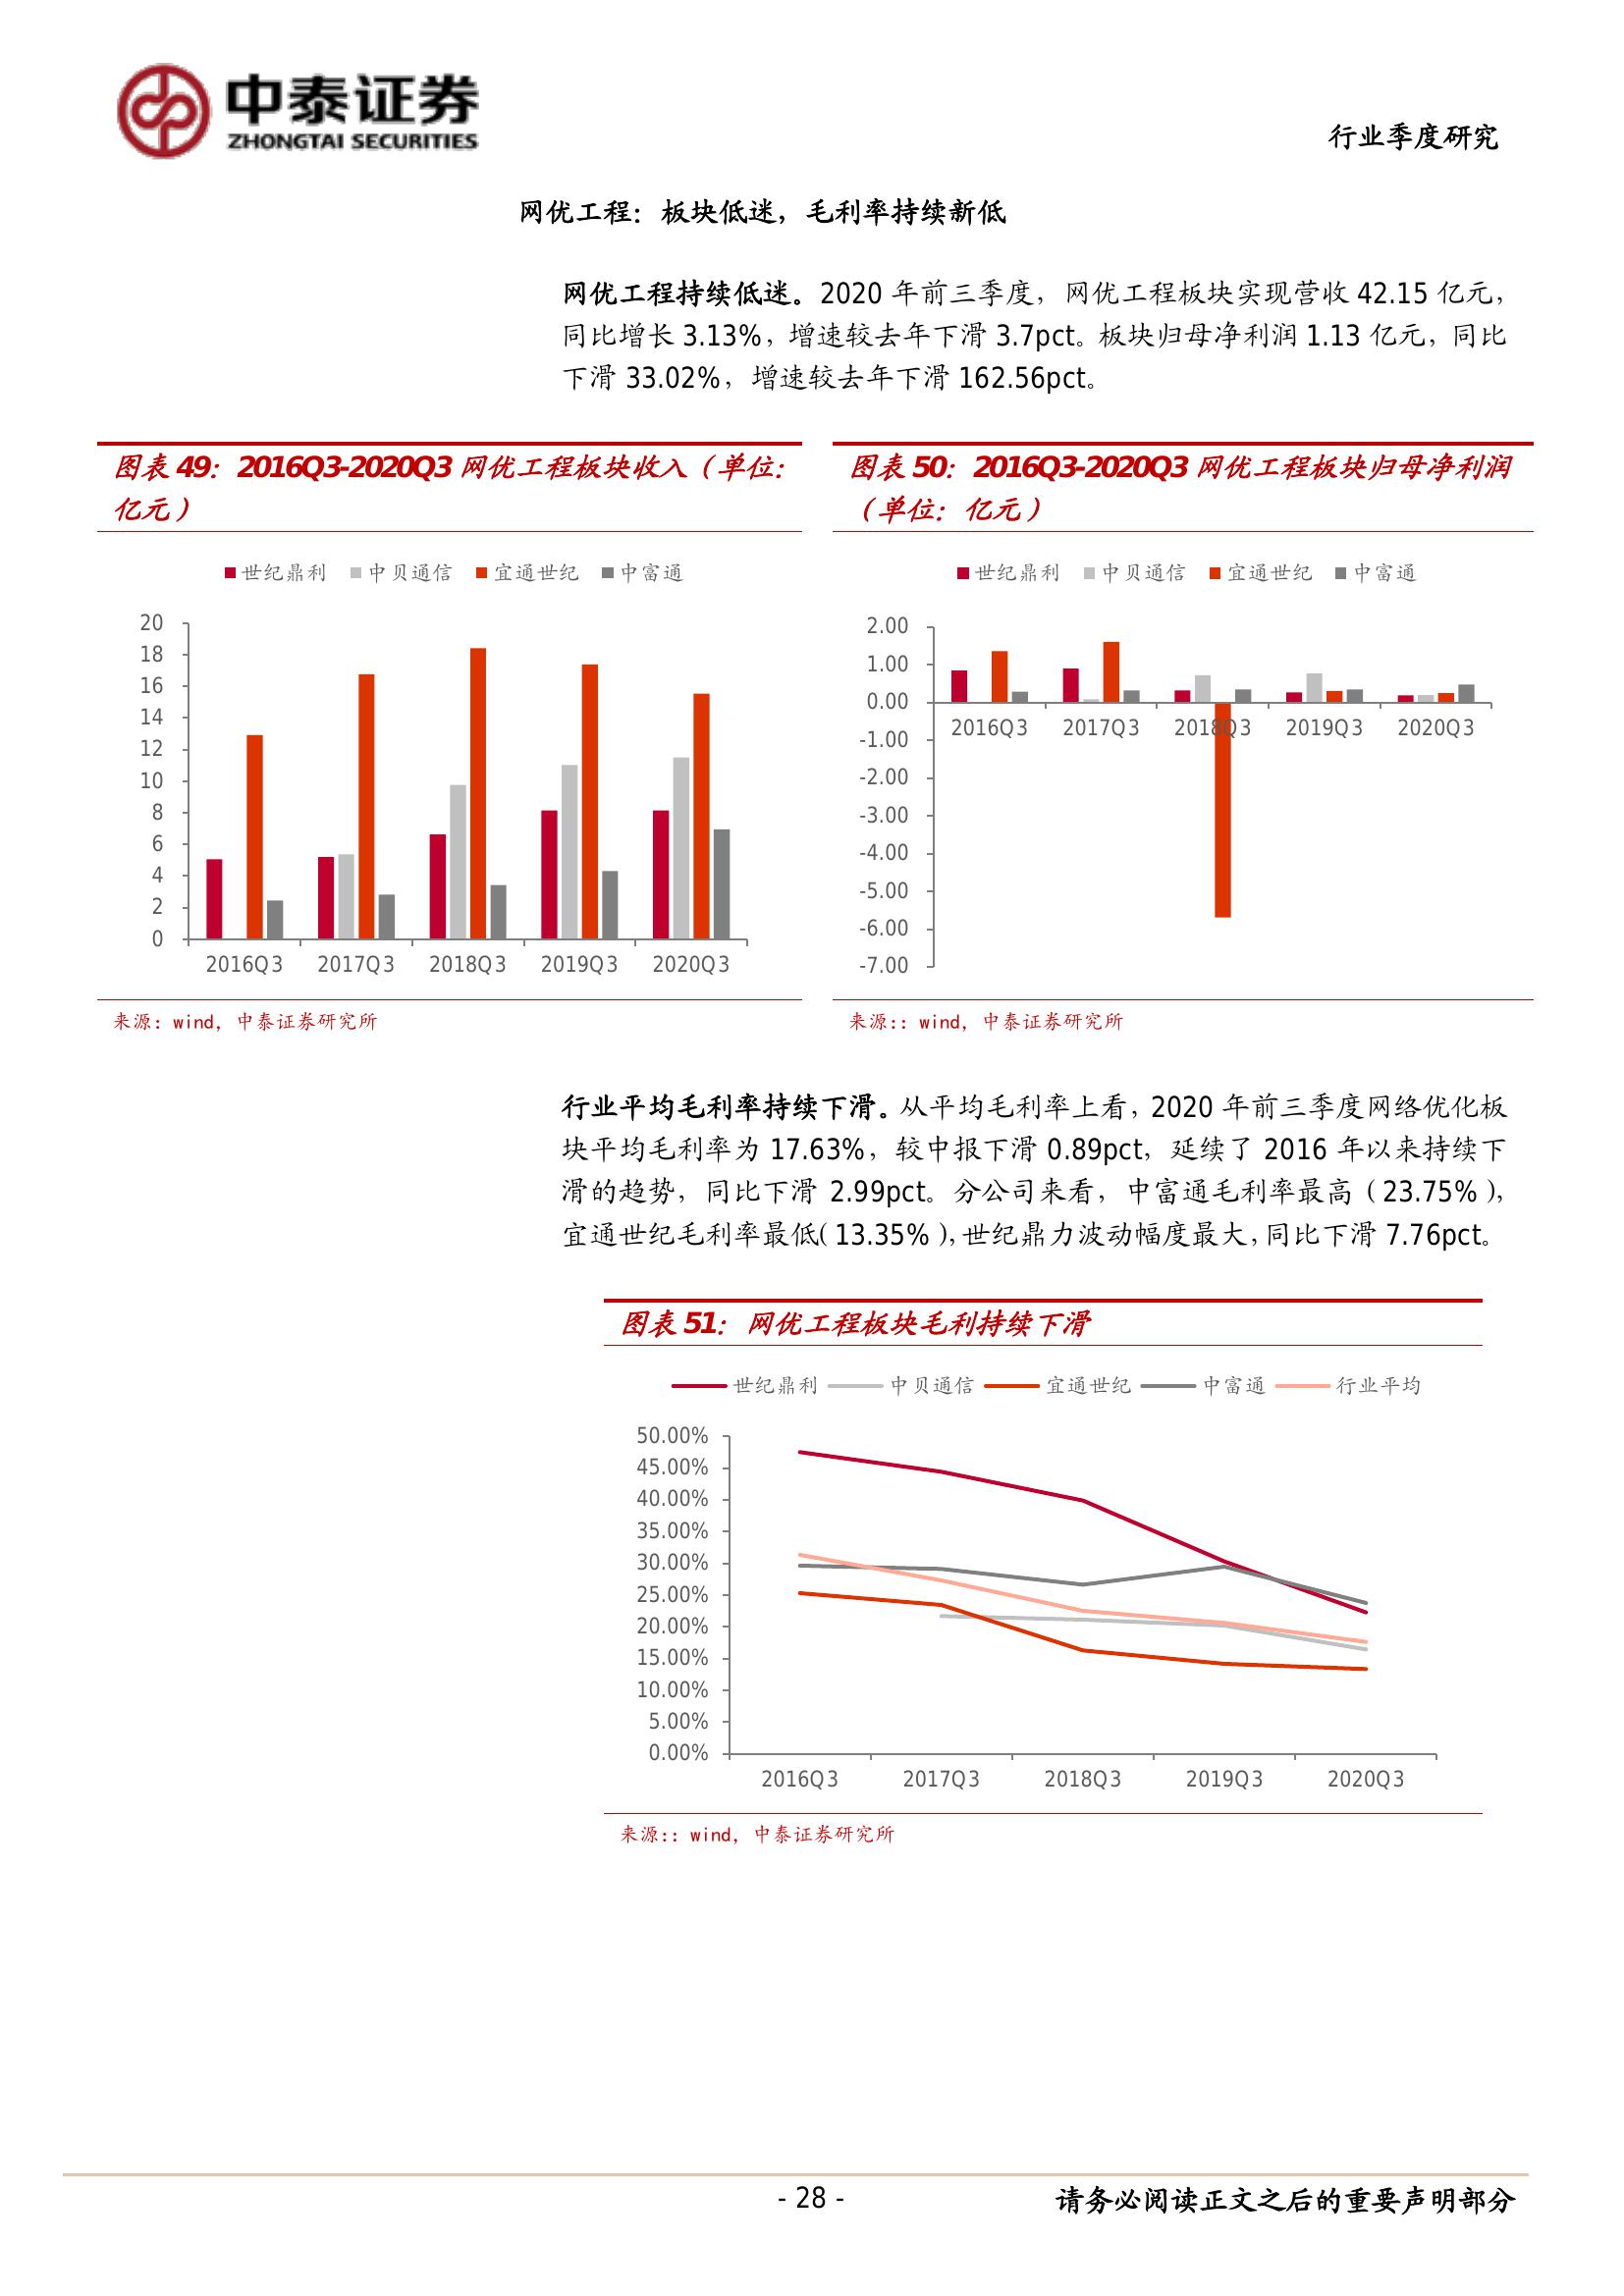 中泰证券
ZHONGTAI SECURITIES
行业季度研究
网优工程：板块低迷，毛利率持续新低
网优工程持续低迷。2020 年前三季度，网优工程板块实现营收 42.15 亿元，
同比增长 3.13%，增速较去年下滑 3.7pct。板块归母净利润 1.13 亿元，同比
下滑 33.02%，增速较去年下滑 162.56pct。
图表 49：2016Q3-2020Q3 网优工程板块收入（单位：
亿元）
世纪鼎利 中贝通信 宜通世纪 中富通
20
18
16
14
12
10
8
6
4
2
0
2016Q3 2017Q3 2018Q3 2019Q3 2020Q3
来源：wind，中泰证券研究所
图表 50：2016Q3-2020Q3 网优工程板块归母净利润
（单位：亿元）
世纪鼎利 中贝通信 宜通世纪 中富通
2.00
1.00
0.00
-1.00
-2.00
-3.00
-4.00
-5.00
-6.00
-7.00
2016Q3 2017Q3 2018Q3 2019Q3 2020Q3
来源：：wind，中泰证券研究所
行业平均毛利率持续下滑。从平均毛利率上看，2020 年前三季度网络优化板
块平均毛利率为 17.63%，较中报下滑 0.89pct，延续了 2016 年以来持续下
滑的趋势，同比下滑 2.99pct。分公司来看，中富通毛利率最高（23.75%），
宜通世纪毛利率最低（13.35%），世纪鼎力波动幅度最大，同比下滑 7.76pct。
图表 51：网优工程板块毛利持续下滑
世纪鼎利 中贝通信 宜通世纪 中富通 行业平均
50.00%
45.00%
40.00%
35.00%
30.00%
25.00%
20.00%
15.00%
10.00%
5.00%
0.00%
2016Q3 2017Q3 2018Q3 2019Q3 2020Q3
来源：：wind，中泰证券研究所
- 28 -
请务必阅读正文之后的重要声明部分